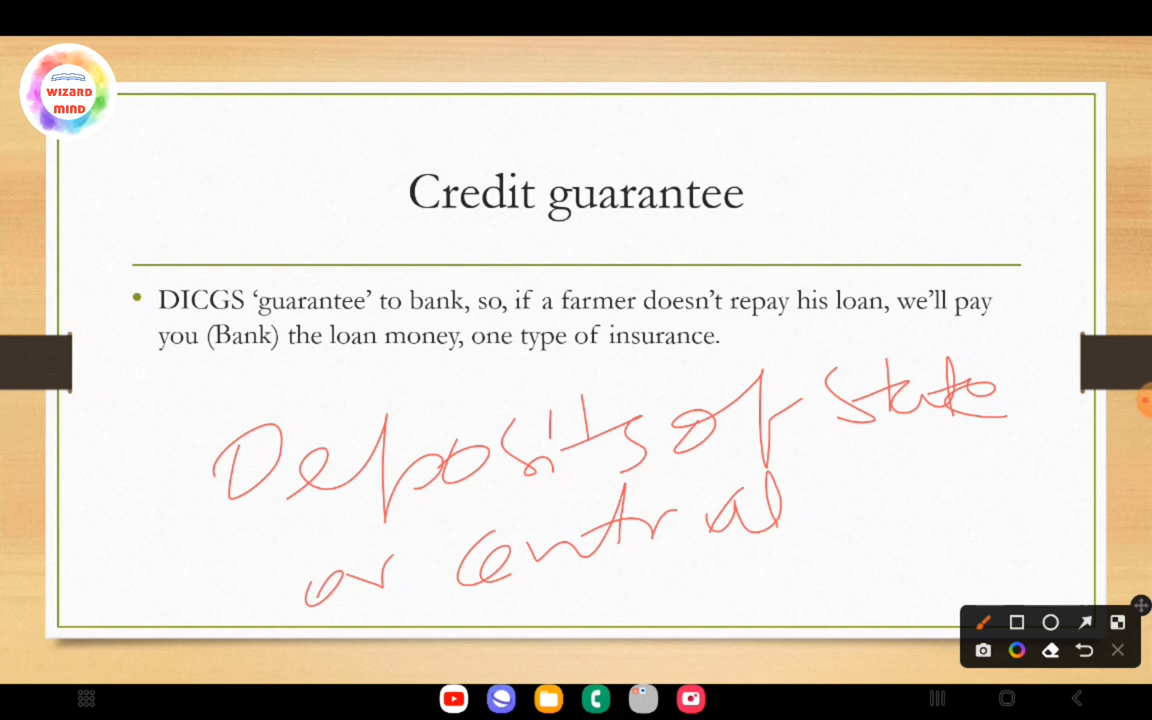 WIZARD
MIND
Credit guarantee
• DICGS ‘guarantee’ to bank, so, if a farmer doesn’t repay his loan, we’ll pay
you (Bank) the loan money, one type of insurance.
Deposits of State
or central